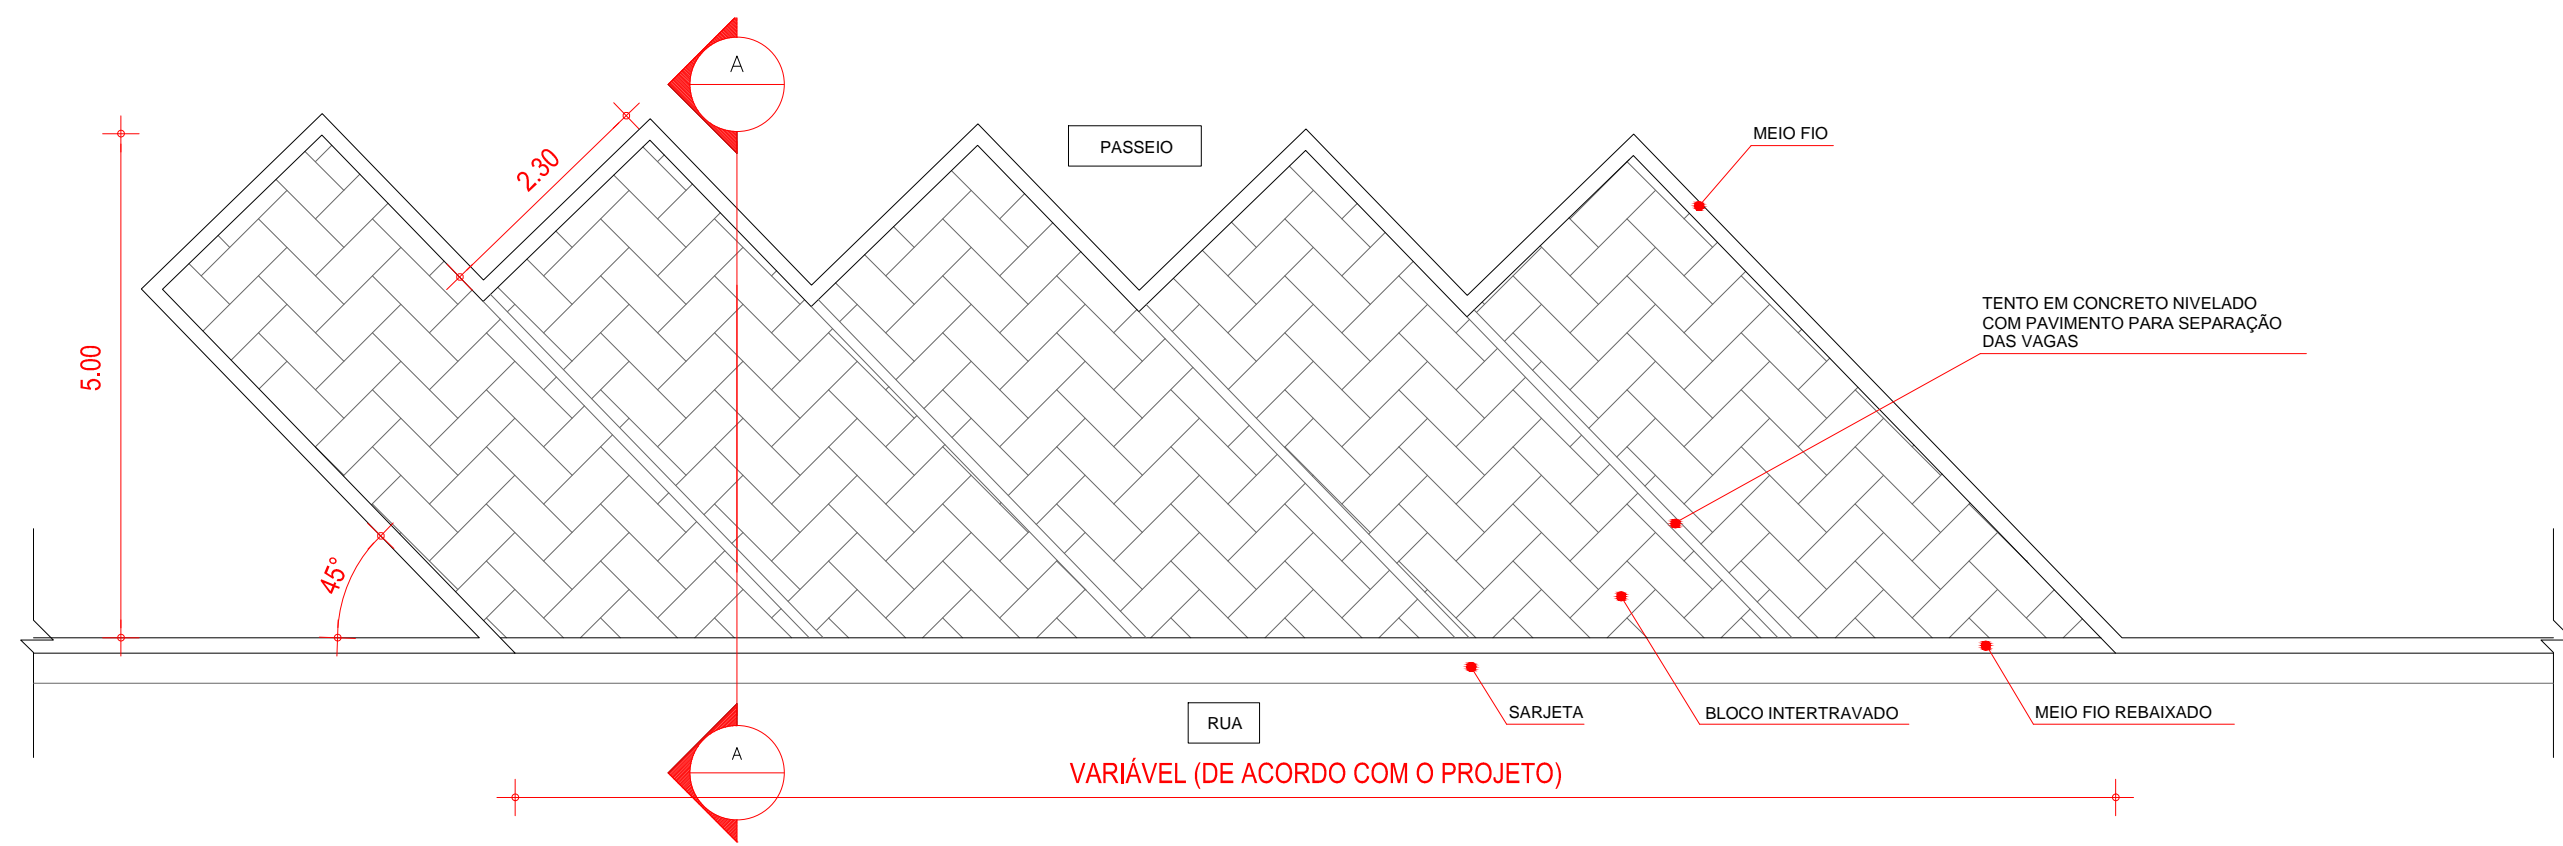 A
2.30
PASSEIO
MEIO FIO
5.00
TENTO EM CONCRETO NIVELADO
COM PAVIMENTO PARA SEPARAÇÃO
DAS VAGAS
45°
SARJETA
BLOCO INTERTRAVADO
MEIO FIO REBAIXADO
RUA
A
VARIÁVEL (DE ACORDO COM O PROJETO)